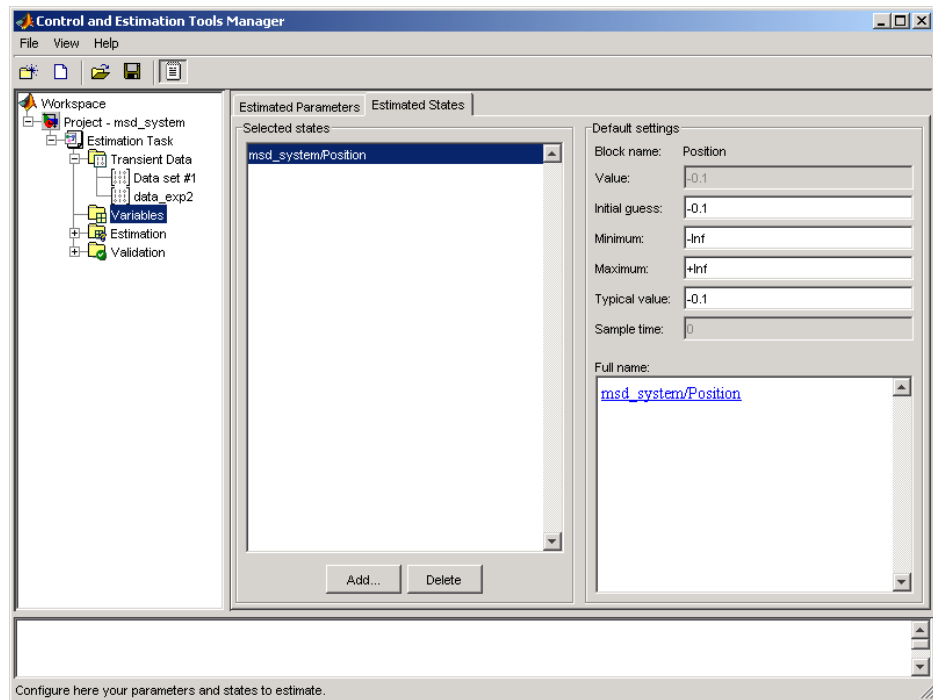 Control and Estimation Tools Manager
File View Help
Workspace
Project - msd_system
Estimation Task
Transient Data
Data set #1
data_exp2
Variables
Estimation
Validation
Estimated Parameters
Estimated States
Selected states
msd_system/Position
Add...
Delete
Default settings
Block name: Position
Value: -0.1
Initial guess: -0.1
Minimum: -Inf
Maximum: +Inf
Typical value: -0.1
Sample time: 0
Full name:
msd_system/Position
Configure here your parameters and states to estimate.